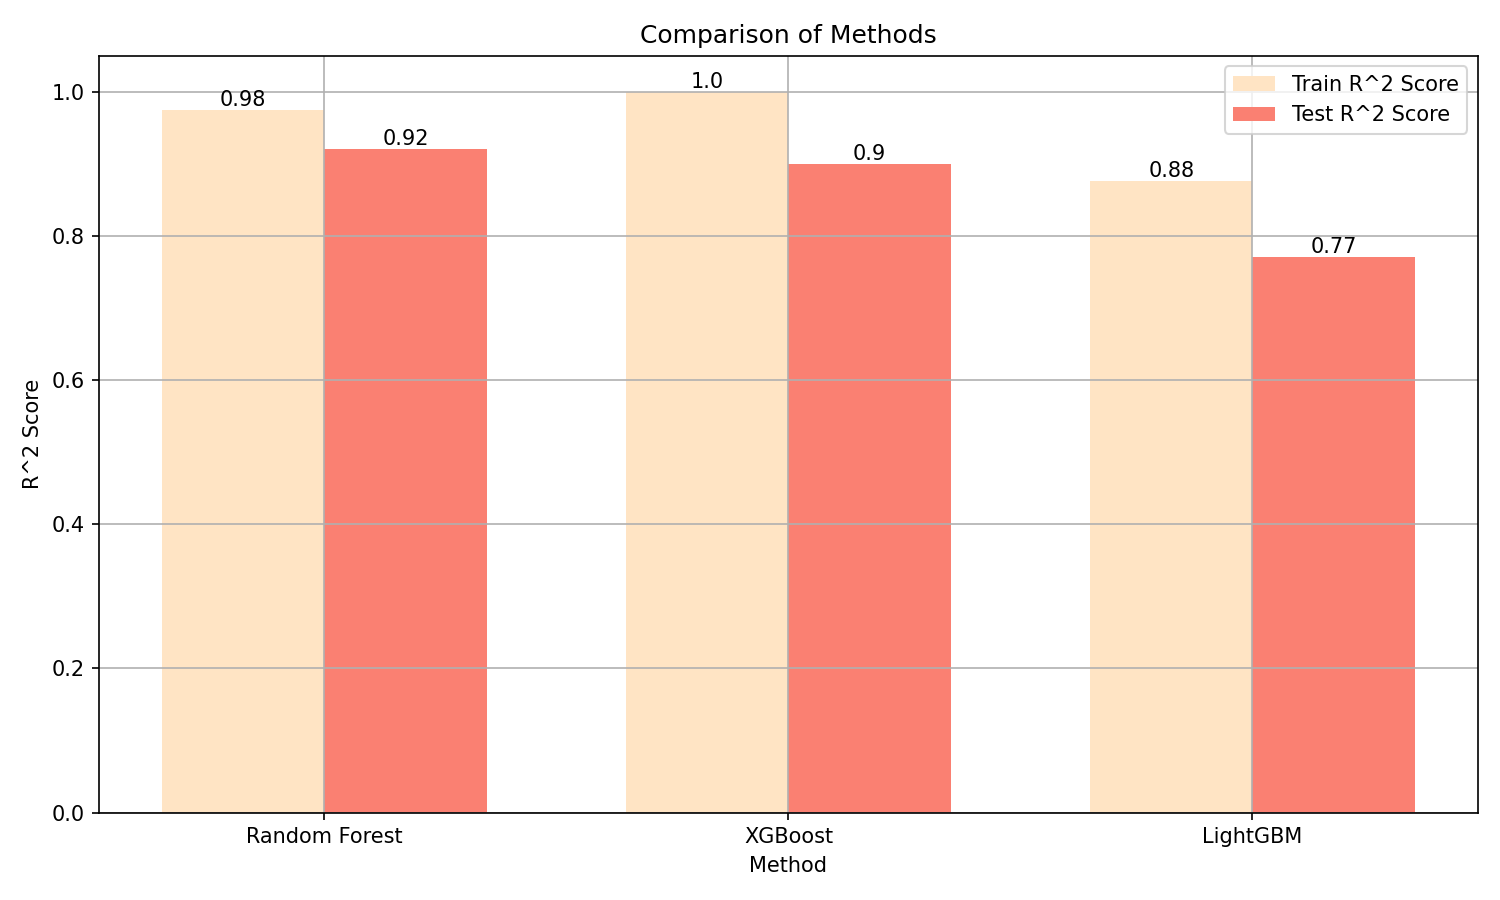 Comparison of Methods
Train R^2 Score
Test R^2 Score
0.98
0.92
1.0
0.9
0.88
0.77
1.0
0.8
0.6
0.4
0.2
0.0
R^2 Score
Random Forest
XGBoost
LightGBM
Method